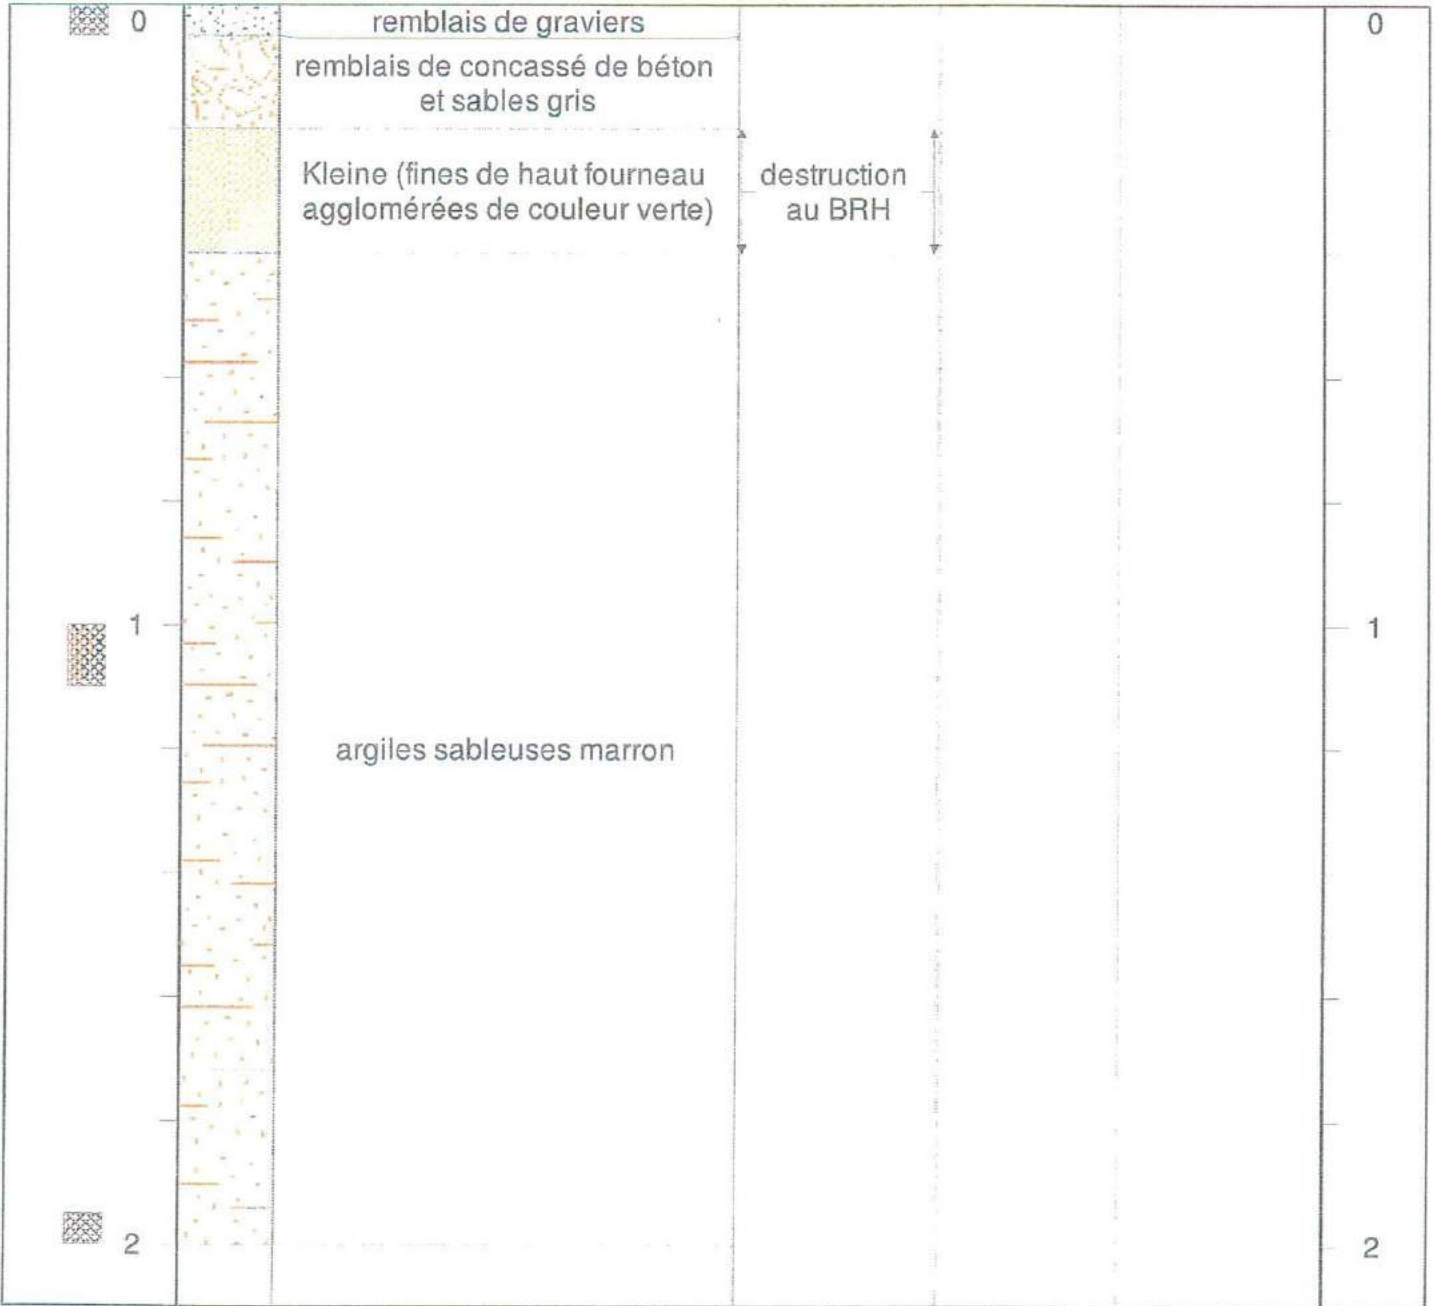 0
remblais de graviers
0
remblais de concassé de béton
et sables gris
Kleine (fines de haut fourneau
agglomérées de couleur verte)
destruction
au BRH
1
1
argiles sableuses marron
2
2